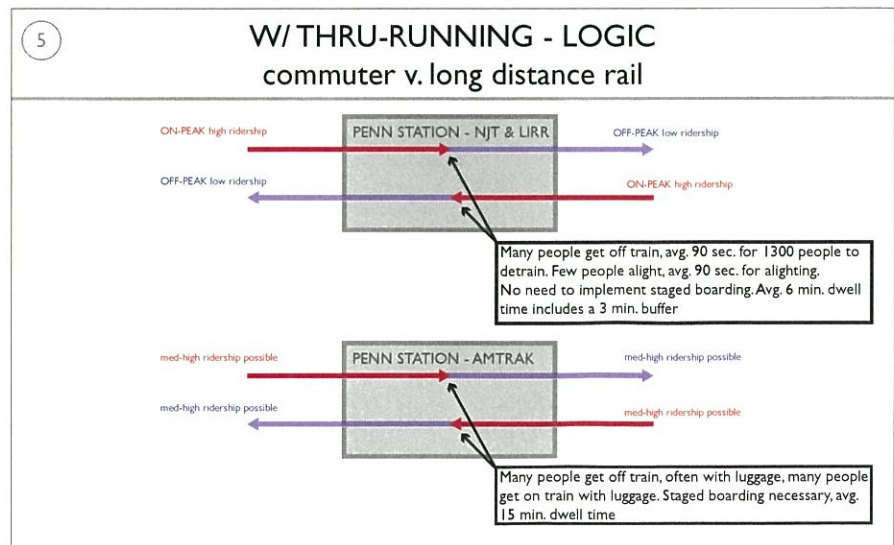 5
W/ THRU-RUNNING - LOGIC
commuter v. long distance rail
ON-PEAK high ridership
PENN STATION - NJT & LIRR
OFF-PEAK low ridership
OFF-PEAK low ridership
ON-PEAK high ridership
Many people get off train, avg. 90 sec. for 1300 people to
detrain. Few people alight, avg. 90 sec. for alighting.
No need to implement staged boarding. Avg. 6 min. dwell
time includes a 3 min. buffer
med-high ridership possible
PENN STATION - AMTRAK
med-high ridership possible
med-high ridership possible
med-high ridership possible
Many people get off train, often with luggage, many people
get on train with luggage. Staged boarding necessary, avg.
15 min. dwell time